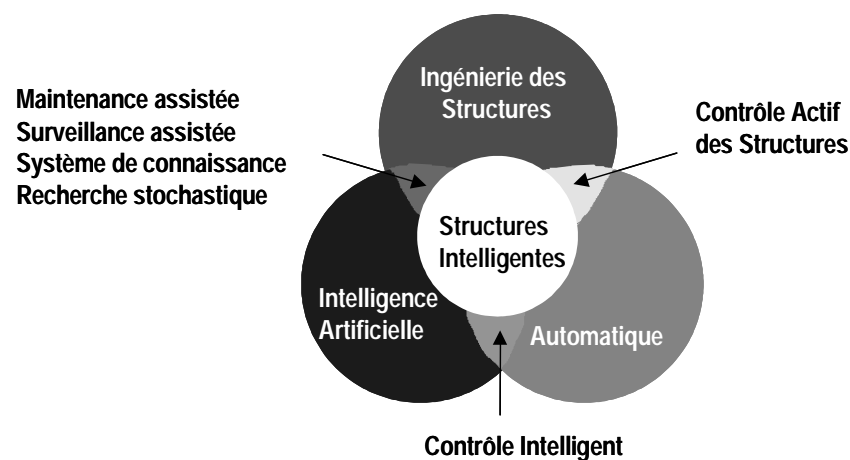 Ingénierie des
Structures
Maintenance assistée
Surveillance assistée
Système de connaissance
Recherche stochastique
Contrôle Actif
des Structures
Structures
Intelligentes
Intelligence
Artificielle
Automatique
Contrôle Intelligent